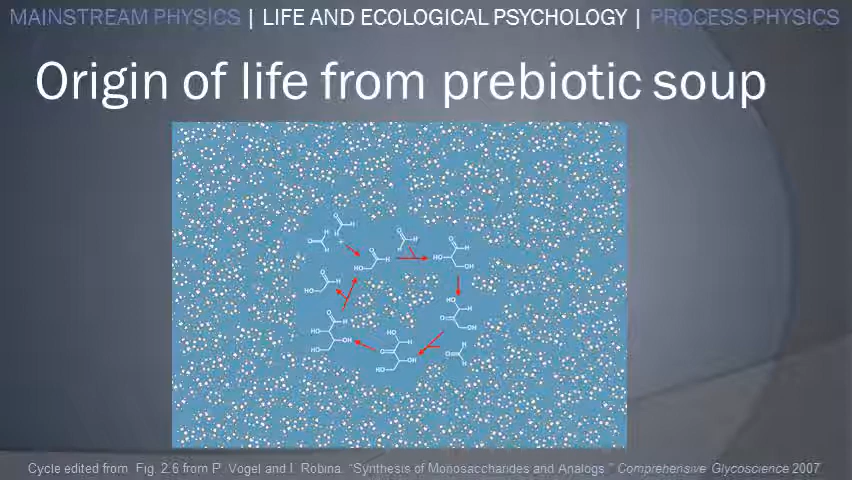 MAINSTREAM PHYSICS | LIFE AND ECOLOGICAL PSYCHOLOGY | PROCESS PHYSICS
Origin of life from prebiotic soup
Cycle edited from Fig. 2.6 from P. Vogel and I. Robina. "Synthesis of Monosaccharides and Analogs." Comprehensive Glycoscience 2007